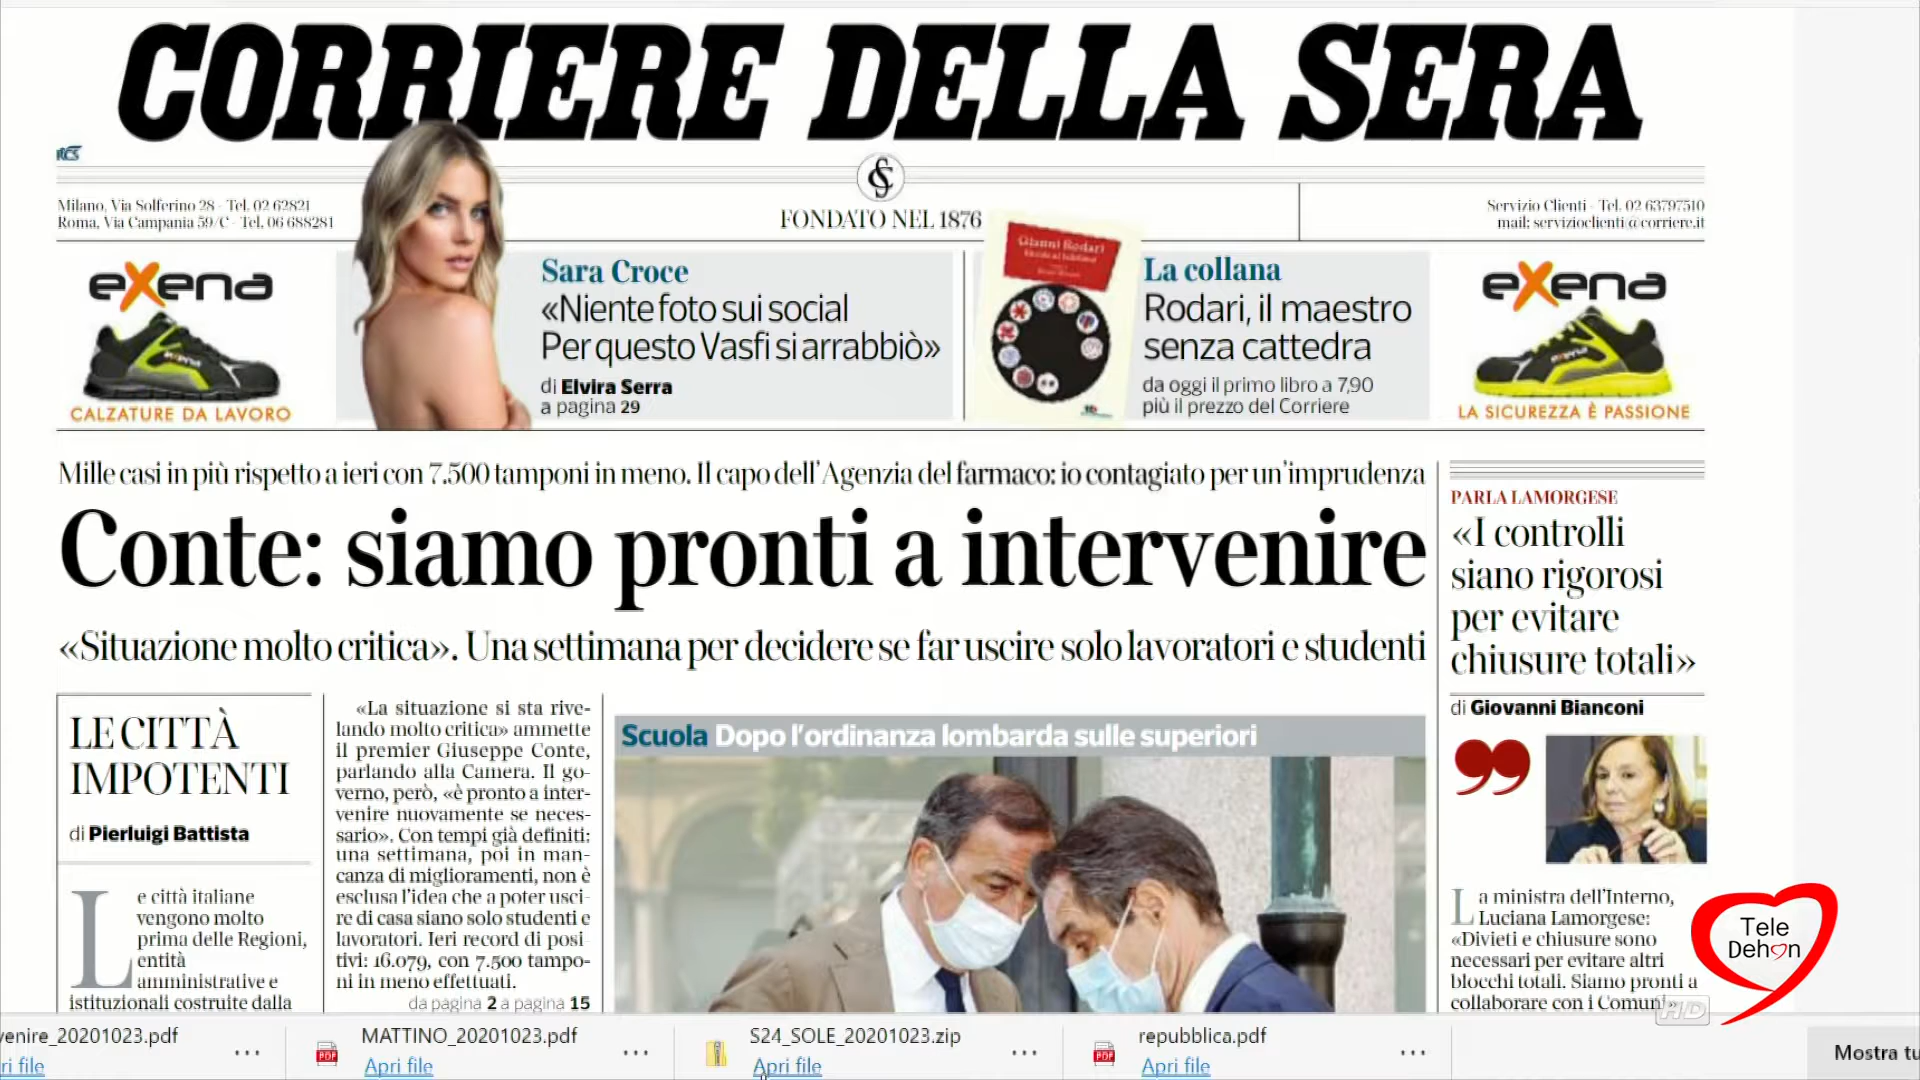 CORRIERE DELLA SERA
RCS
Milano, Via Solferino 28 - Tel. 02 62821
Roma, Via Campania 59/C - Tel. 06 688281
FONDATO NEL 1876
Servizio Clienti - Tel. 02 63797510
mail: servizioclienti@corriere.it
exena
exena
CALZATURE DA LAVORO
Sara Croce
«Niente foto sui social
Per questo Vasfi si arrabbiò»
di Elvira Serra
a pagina 29
Gianni Rodari
La collana
Rodari, il maestro
senza cattedra
da oggi il primo libro a 7,90
più il prezzo del Corriere
exena
exena
LA SICUREZZA È PASSIONE
Mille casi in più rispetto a ieri con 7.500 tamponi in meno. Il capo dell'Agenzia del farmaco: io contagiato per un'imprudenza
Conte: siamo pronti a intervenire
«Situazione molto critica». Una settimana per decidere se far uscire solo lavoratori e studenti
LE CITTÀ
IMPOTENTI
di Pierluigi Battista
Le città italiane
vengono molto
prima delle Regioni,
entità
amministrative e
istituzionali costruite dalla
«La situazione si sta rive-
lando molto critica» ammette
il premier Giuseppe Conte,
parlando alla Camera. Il go-
verno, però, «è pronto a inter-
venire nuovamente se neces-
sario». Con tempi già definiti:
una settimana, poi in man-
canza di miglioramenti, non è
esclusa l'idea che a poter usci-
re di casa siano solo studenti e
lavoratori. Ieri record di posi-
tivi: 16.079, con 7.500 tampo-
ni in meno effettuati.
da pagina 2 a pagina 15
Scuola Dopo l'ordinanza lombarda sulle superiori
PARLA LAMORGESE
«I controlli
siano rigorosi
per evitare
chiusure totali»
di Giovanni Bianconi
La ministra dell'Interno,
Luciana Lamorgese:
«Divieti e chiusure sono
necessari per evitare altri
blocchi totali. Siamo pronti a
collaborare con i Comuni».
Tele
Dehon
HD
venire_20201023.pdf
ri file
MATTINO_20201023.pdf
Apri file
S24_SOLE_20201023.zip
Apri file
repubblica.pdf
Apri file
Mostra tu